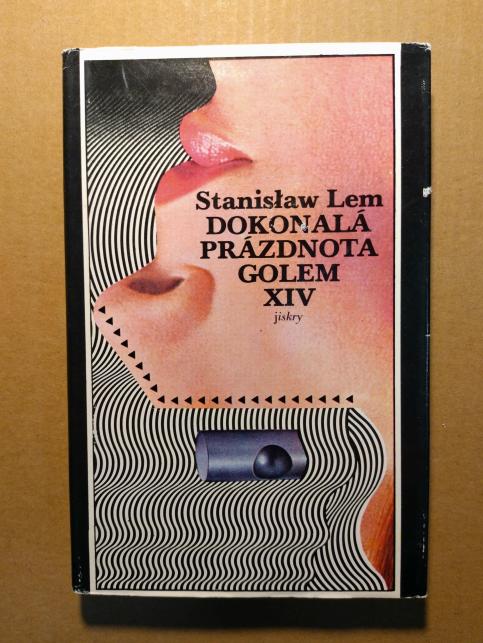 Stanisław Lem
DOKONALÁ
PRÁZDNOTA
GOLEM
XIV
jiskry